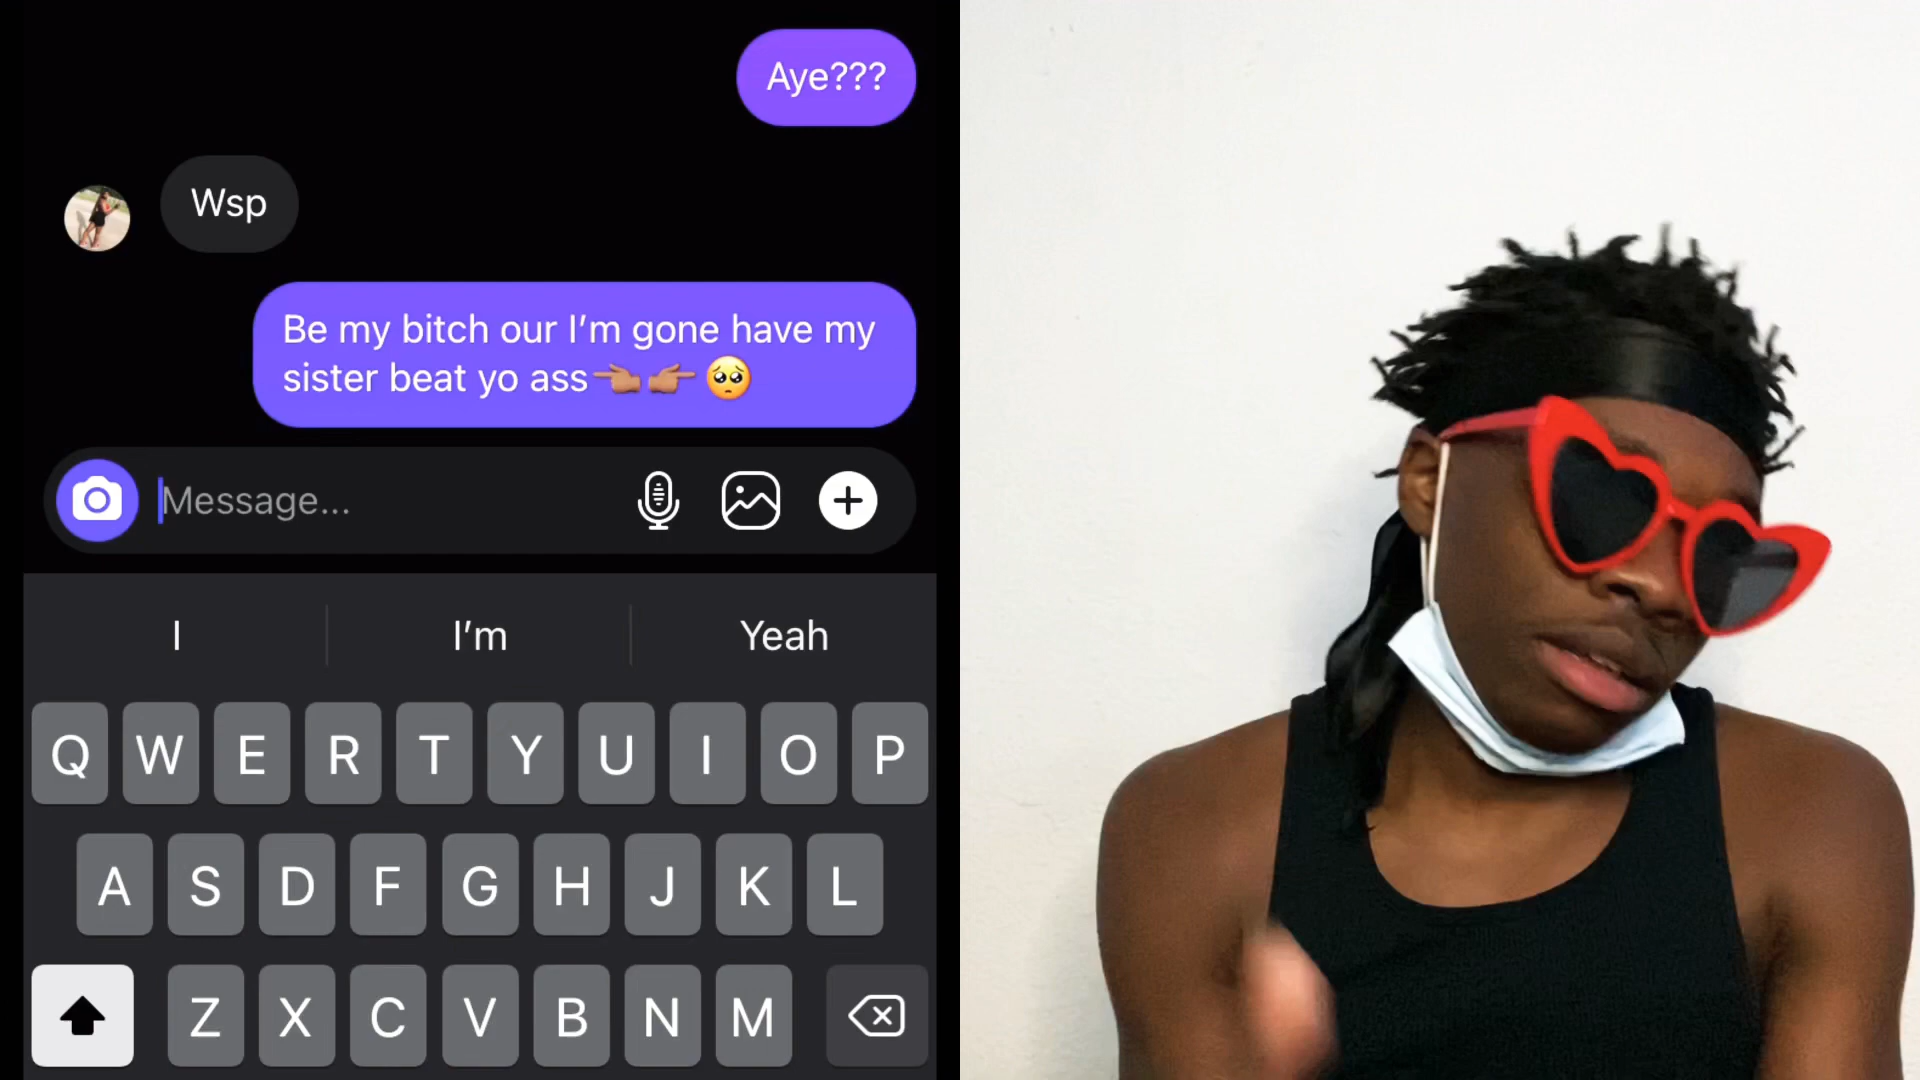 Aye???
Wsp
Be my bitch our I’m gone have my
sister beat yo ass👈🏽👉🏽🥺
Message...
I I’m Yeah
Q W E R T Y U I O P
A S D F G H J K L
Z X C V B N M